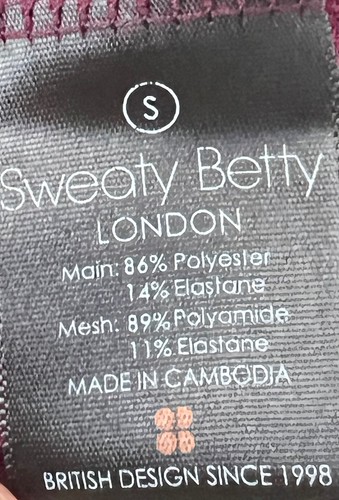 S
Sweaty Betty
LONDON
Main: 86% Polyester
14% Elastane
Mesh: 89% Polyamide
11% Elastane
MADE IN CAMBODIA
BRITISH DESIGN SINCE 1998